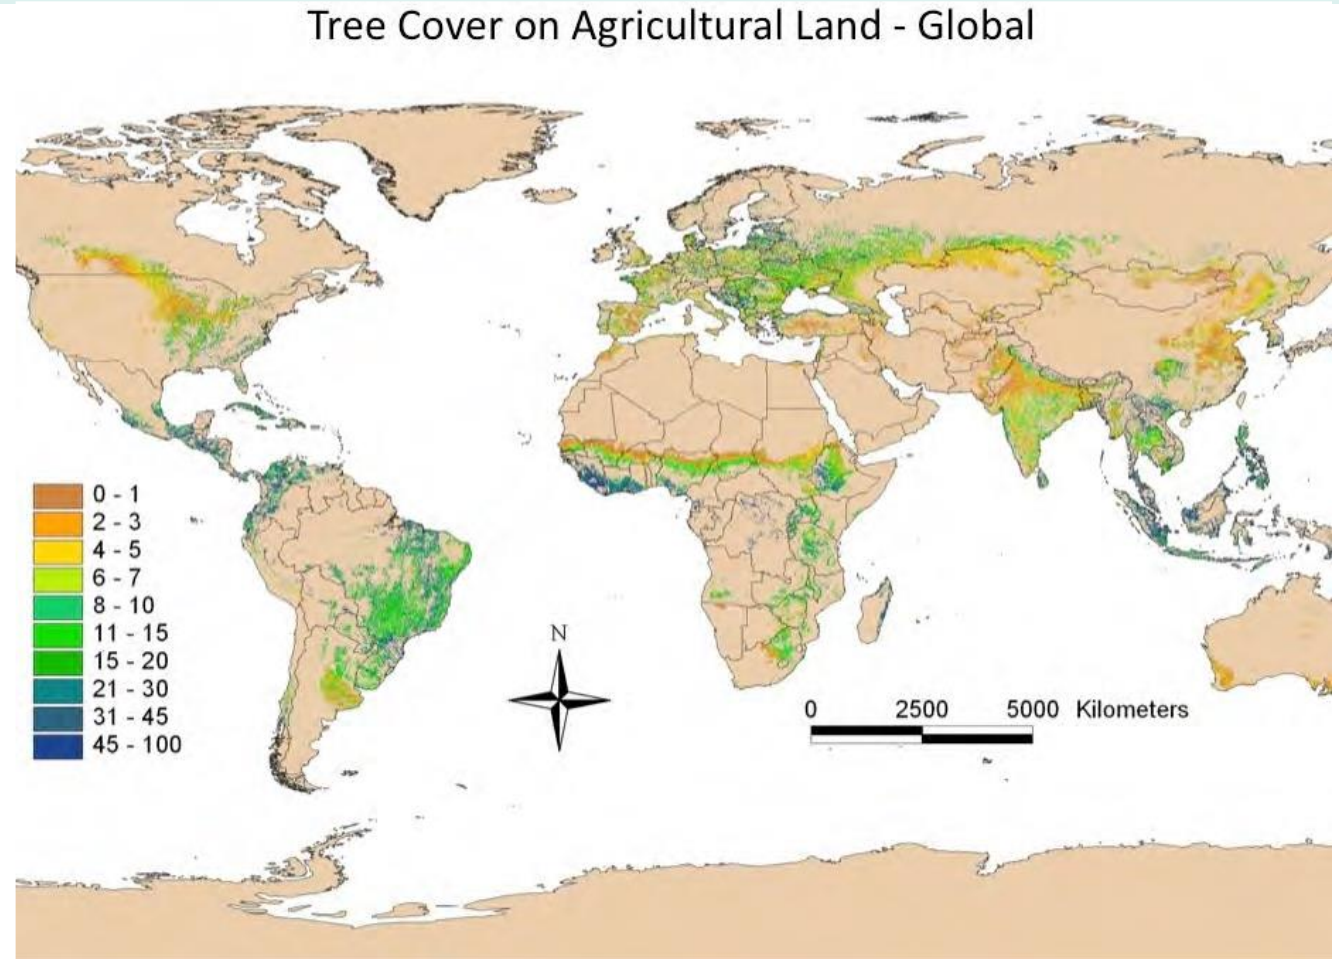 Tree Cover on Agricultural Land - Global
0 - 1
2 - 3
4 - 5
6 - 7
8 - 10
11 - 15
15 - 20
21 - 30
31 - 45
45 - 100
N
0 2500 5000 Kilometers